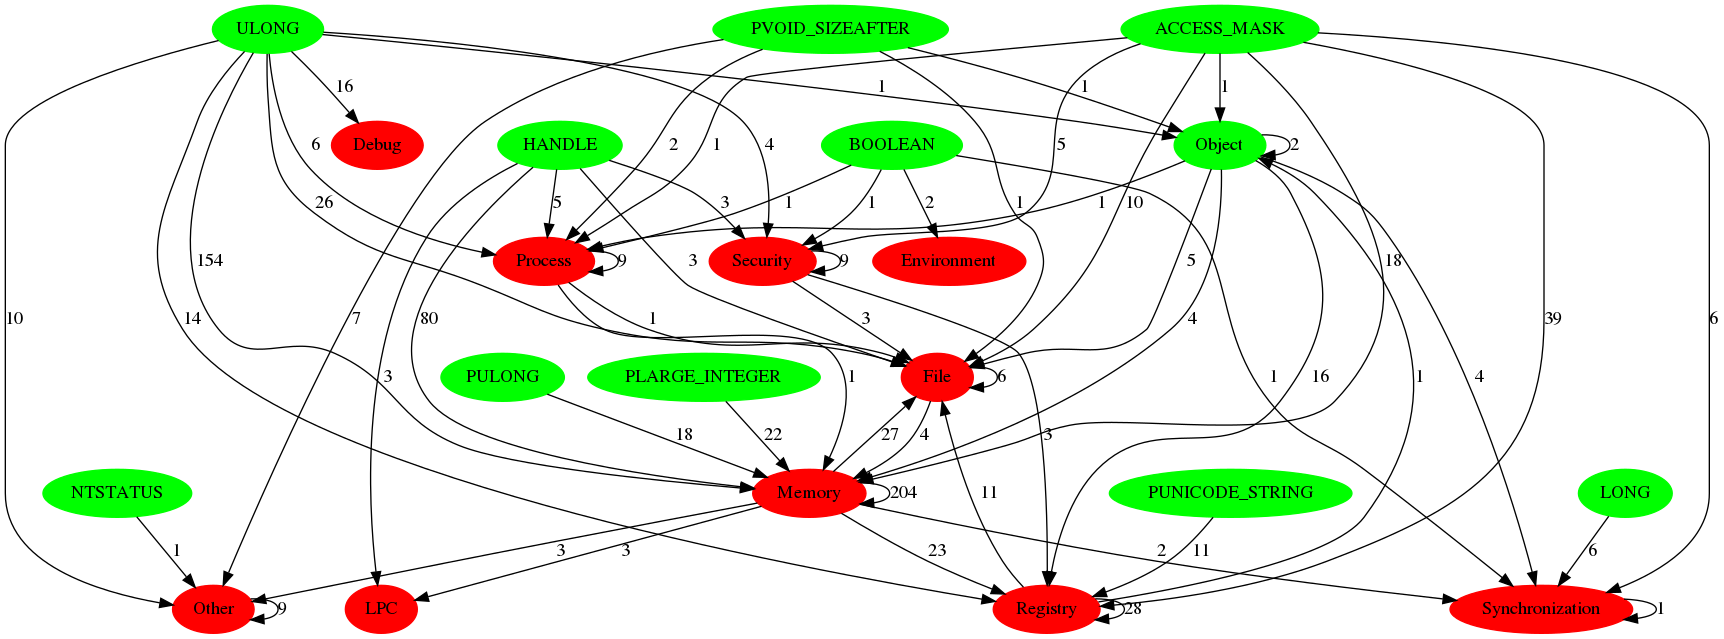 ULONG PVOID_SIZEAFTER ACCESS_MASK
16 1 1 1
6 Debug HANDLE 2 1 4 BOOLEAN 5 Object 2
26 5 3 1 1 2 1 1 10
154 Process 9 Security 9 Environment 5 18
10 14 7 80 3 1 3 4 39 6
PULONG PLARGE_INTEGER File 6
3 1 1 16 1 4
18 22 27 4 3
NTSTATUS Memory 204 11 PUNICODE_STRING LONG
1 3 3 23 11 2 6
Other 9 LPC Registry 28 Synchronization 1